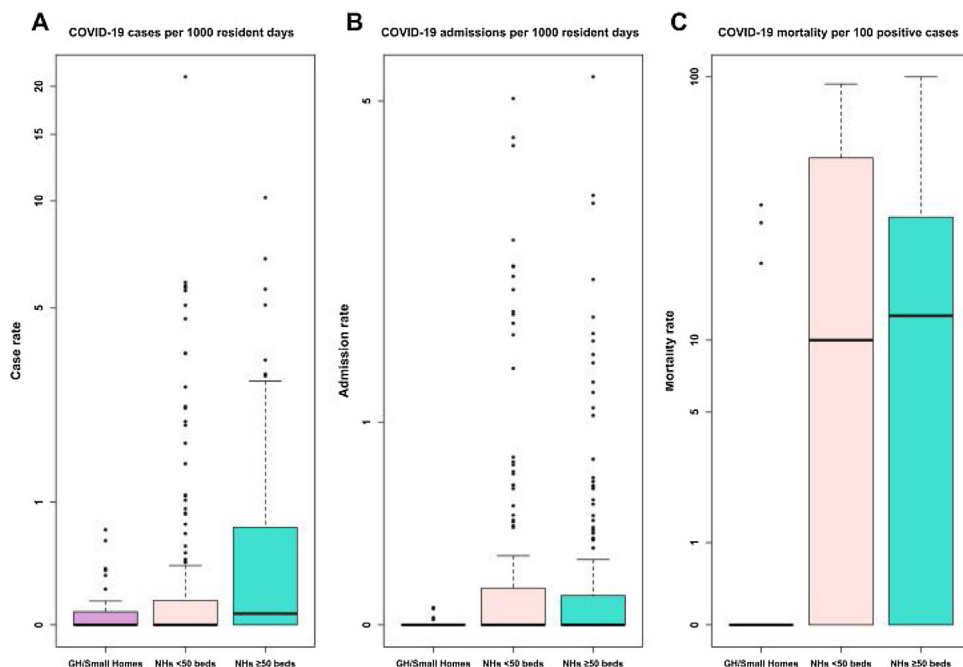 A COVID-19 cases per 1000 resident days
Case rate
20
15
10
5
1
0
GH/Small Homes NHs <50 beds NHs ≥50 beds
B COVID-19 admissions per 1000 resident days
Admission rate
5
1
0
GH/Small Homes NHs <50 beds NHs ≥50 beds
C COVID-19 mortality per 100 positive cases
Mortality rate
100
10
5
1
0
GH/Small Homes NHs <50 beds NHs ≥50 beds